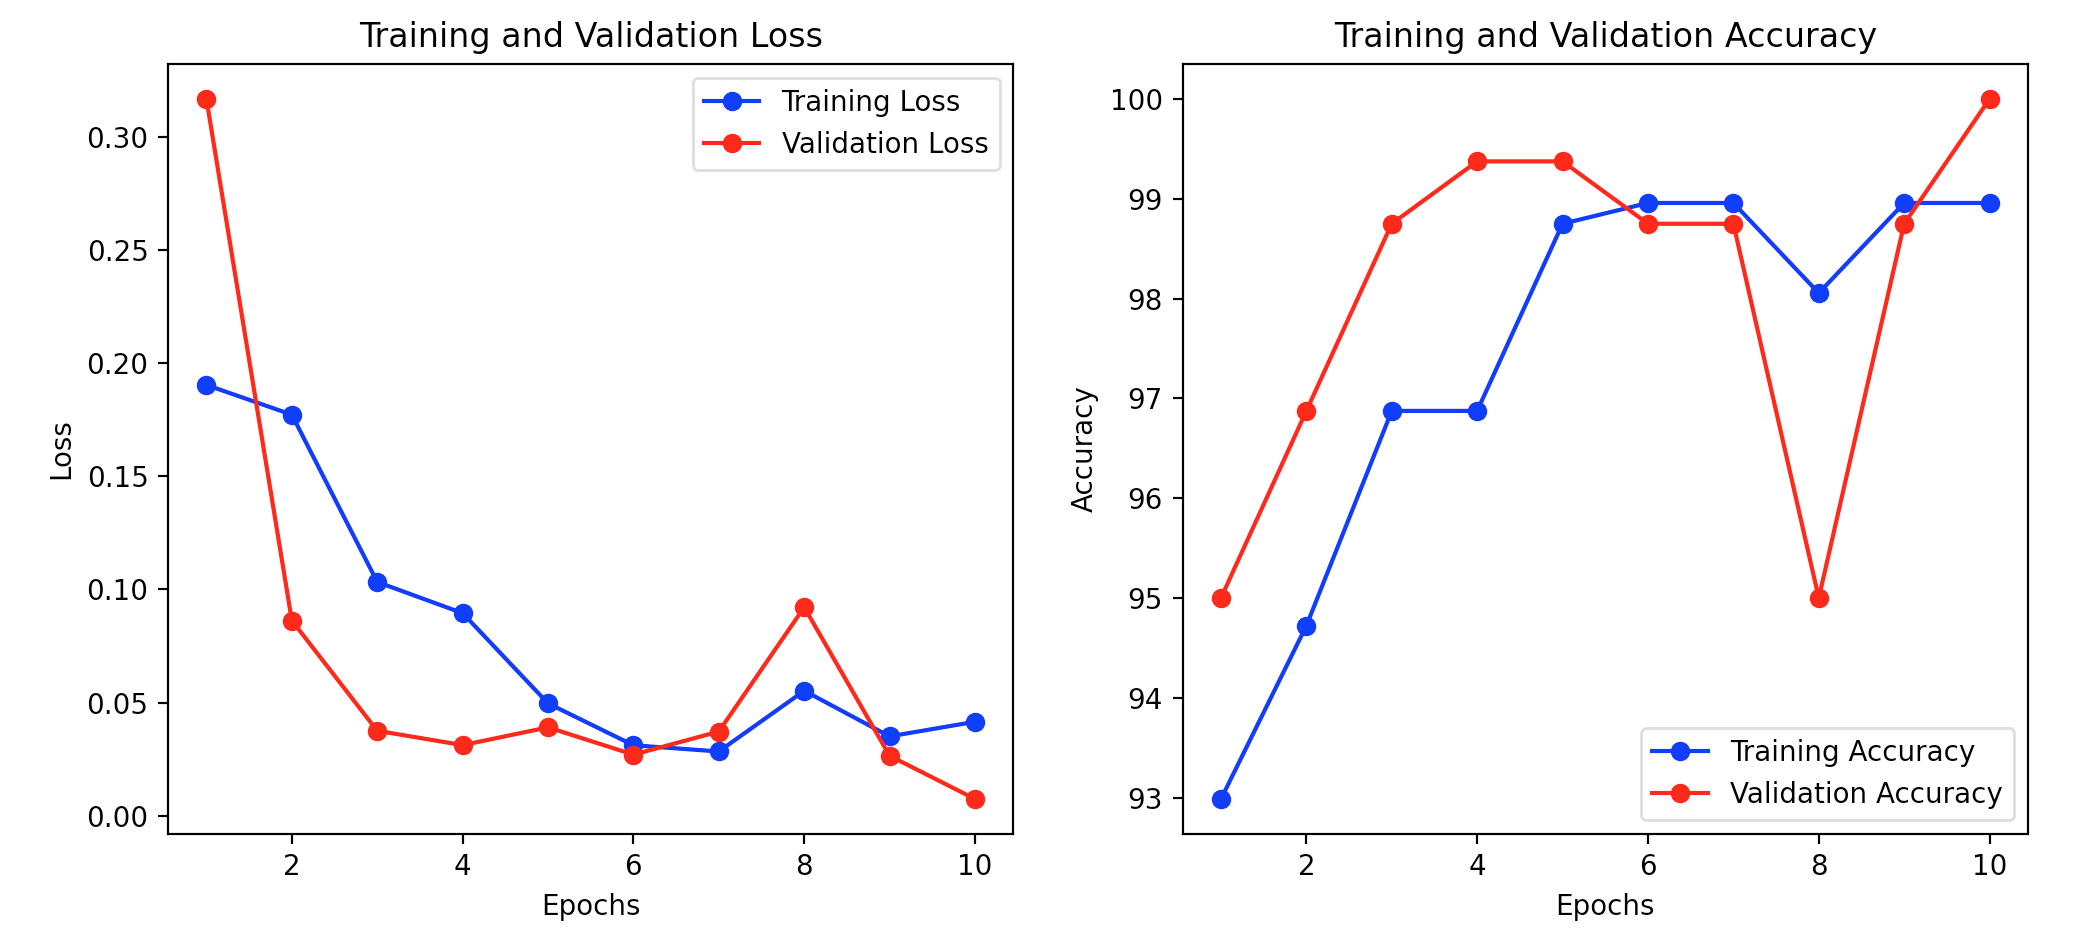 Training and Validation Loss
Training Loss
Validation Loss
0.30
0.25
0.20
0.15
0.10
0.05
0.00
Loss
2 4 6 8 10
Epochs
Training and Validation Accuracy
100
99
98
97
96
95
94
93
Accuracy
Training Accuracy
Validation Accuracy
2 4 6 8 10
Epochs